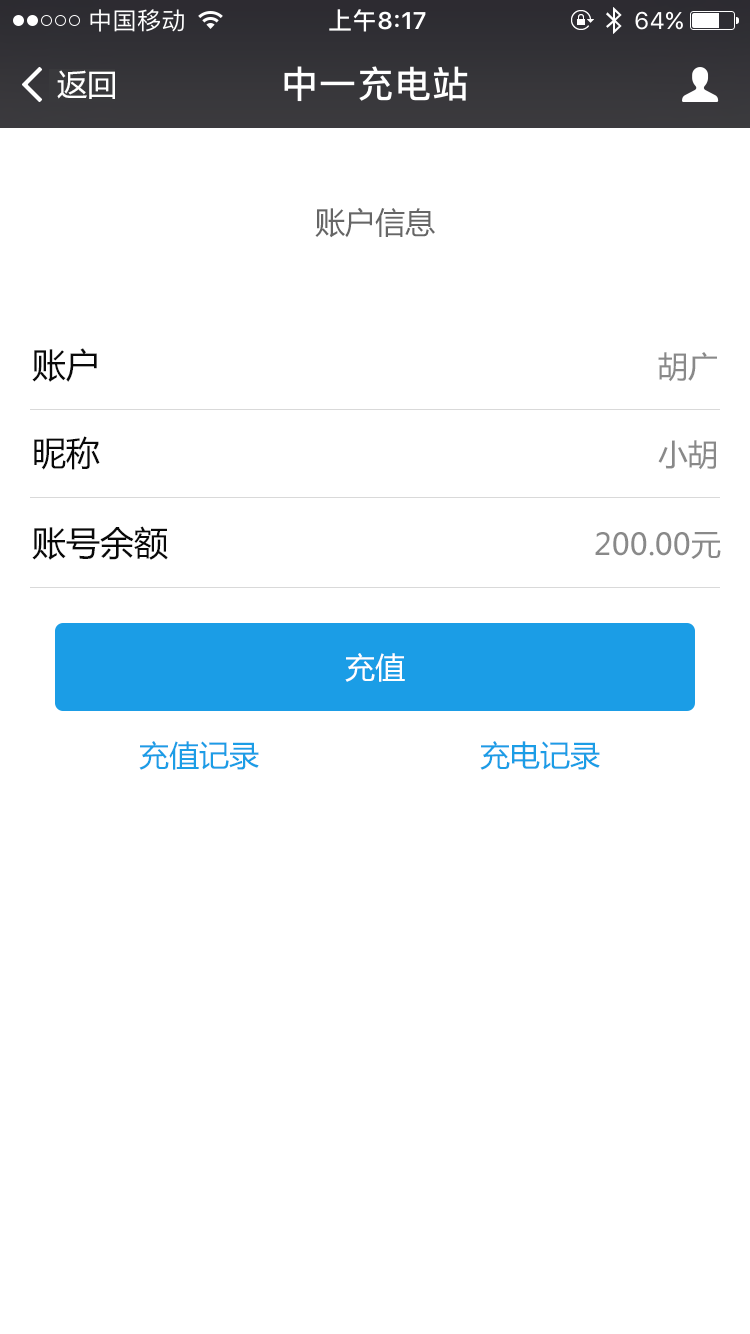 中国移动 上午8:17 64%
返回 中一充电站
账户信息
账户 胡广
昵称 小胡
账号余额 200.00元
充值
充值记录 充电记录